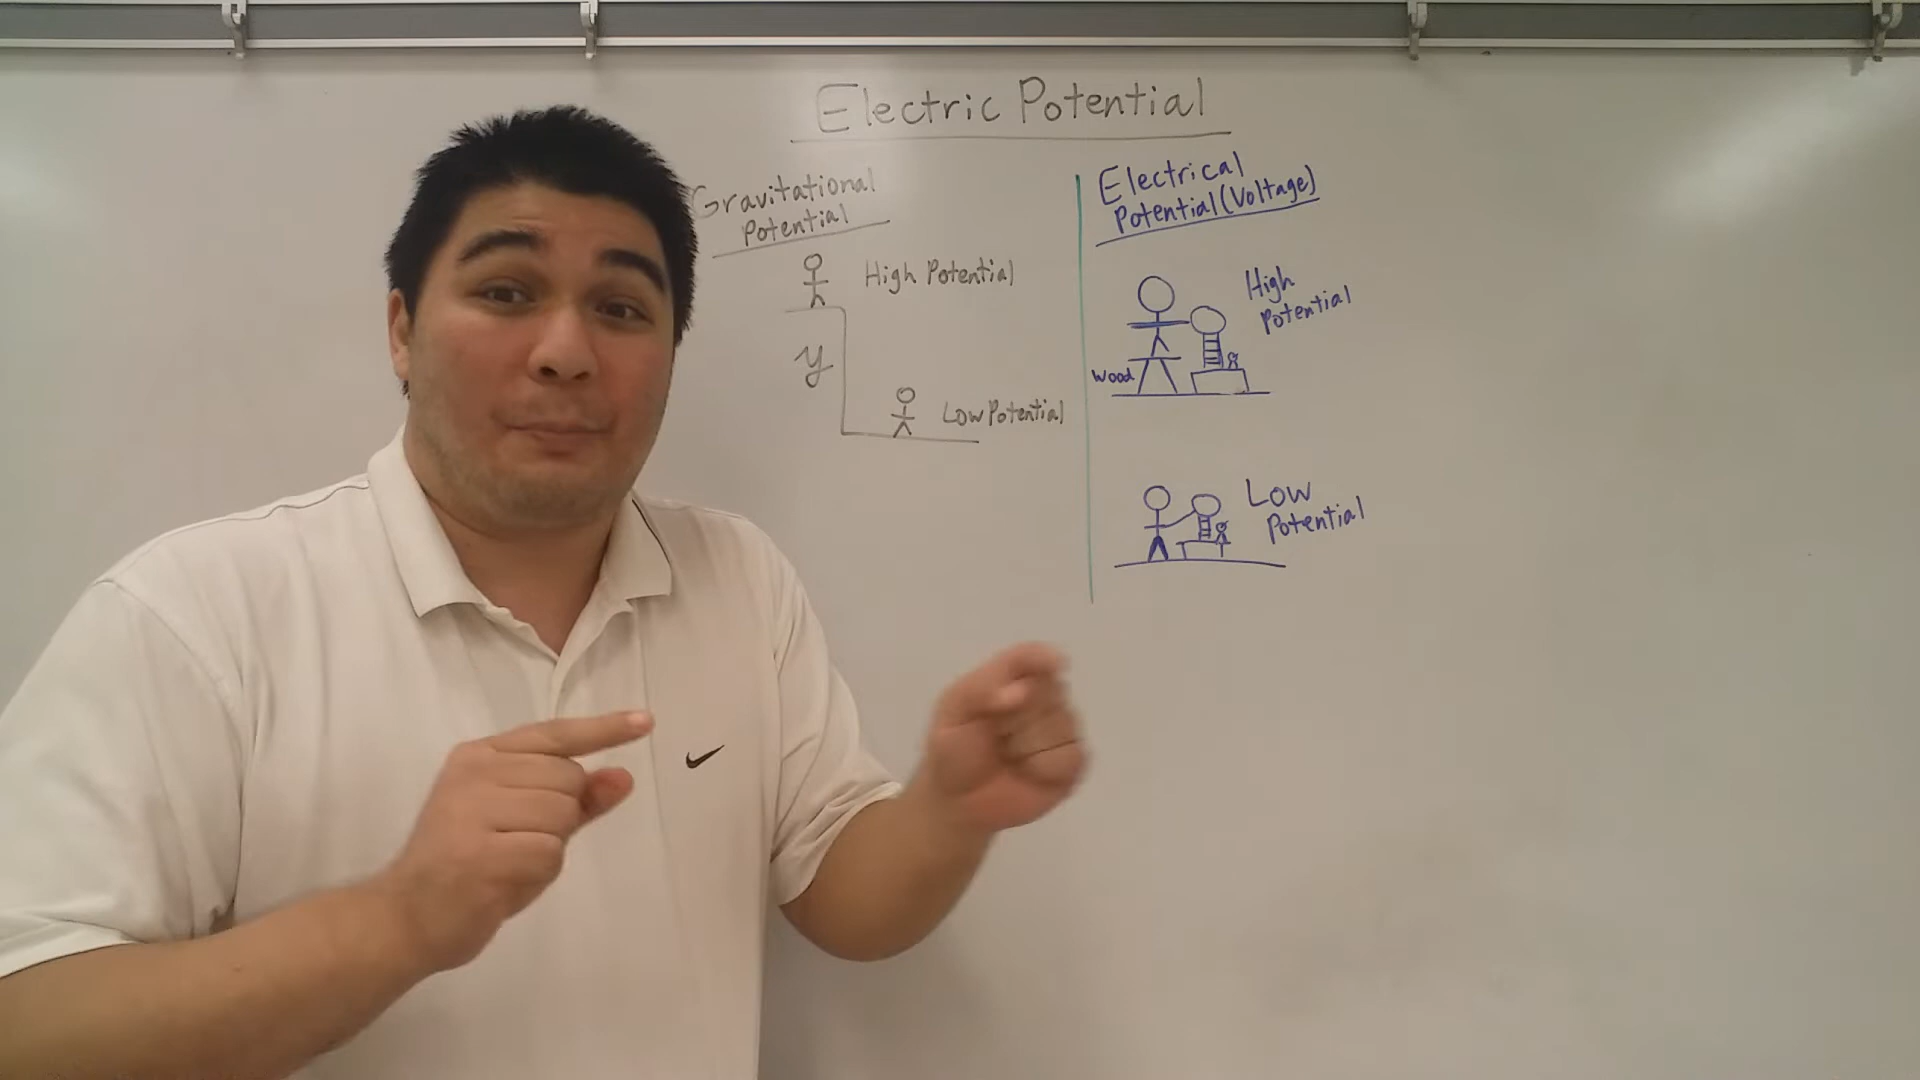 Electric Potential
Gravitational
Potential
High Potential
y
Low Potential
Electrical
Potential (Voltage)
High
Potential
Wood
Low
Potential